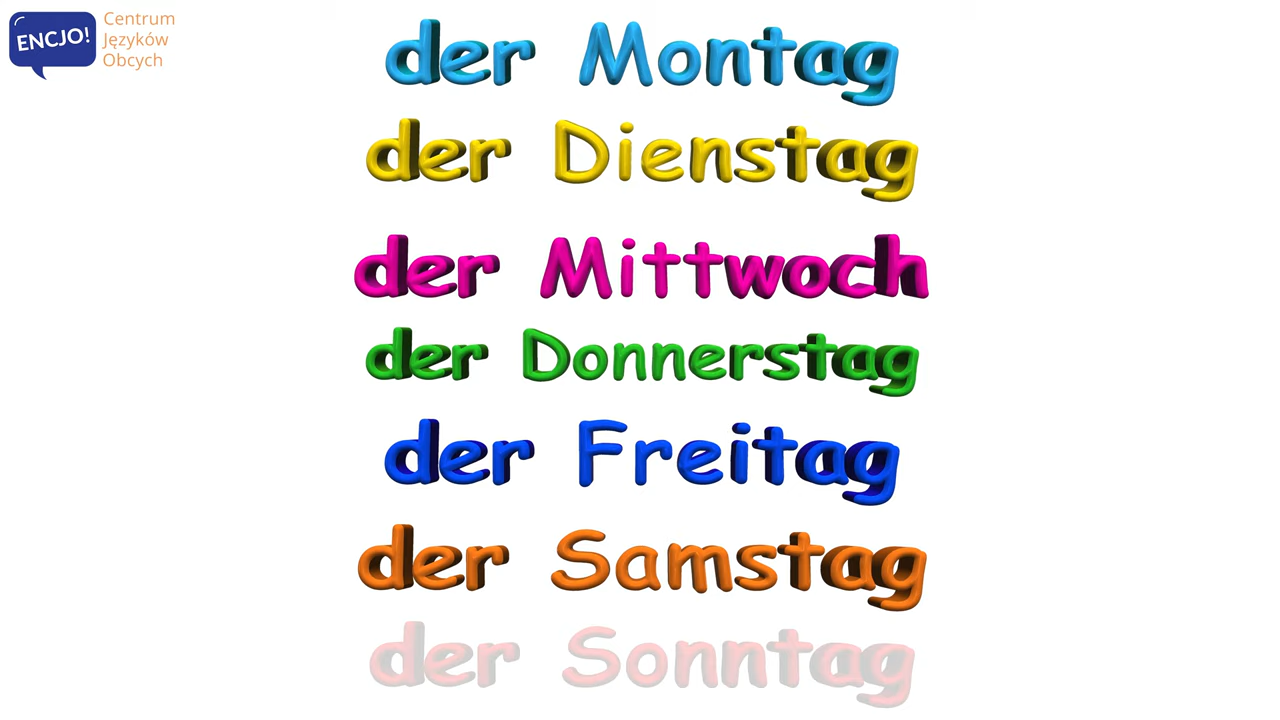 ENCJO!
Centrum
Języków
Obcych
der Montag
der Dienstag
der Mittwoch
der Donnerstag
der Freitag
der Samstag
der Sonntag